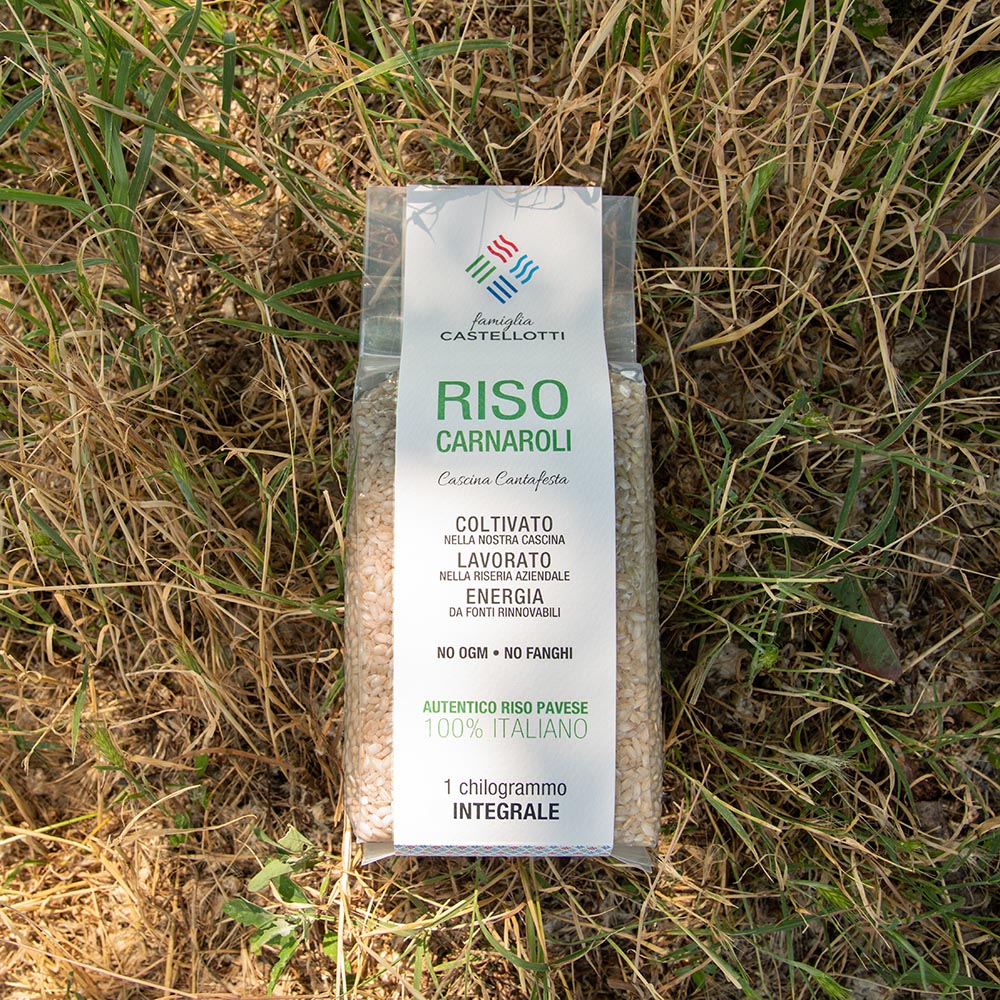 famiglia
CASTELLOTTI
RISO
CARNAROLI
Cascina Cantafesta
COLTIVATO
NELLA NOSTRA CASCINA
LAVORATO
NELLA RISERIA AZIENDALE
ENERGIA
DA FONTI RINNOVABILI
NO OGM • NO FANGHI
AUTENTICO RISO PAVESE
100% ITALIANO
1 chilogrammo
INTEGRALE